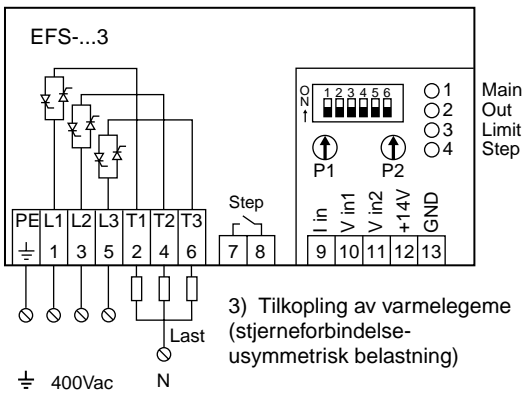 EFS-...3
O
N
1 2 3 4 5 6
P1 P2
1 Main
2 Out
3 Limit
4 Step
PE L1 L2 L3 T1 T2 T3
1 3 5 2 4 6
Step
7 8
I in
V in1
V in2
+14V
GND
9 10 11 12 13
Last
400Vac N
3) Tilkopling av varmelegeme
(stjerneforbindelse-
usymmetrisk belastning)